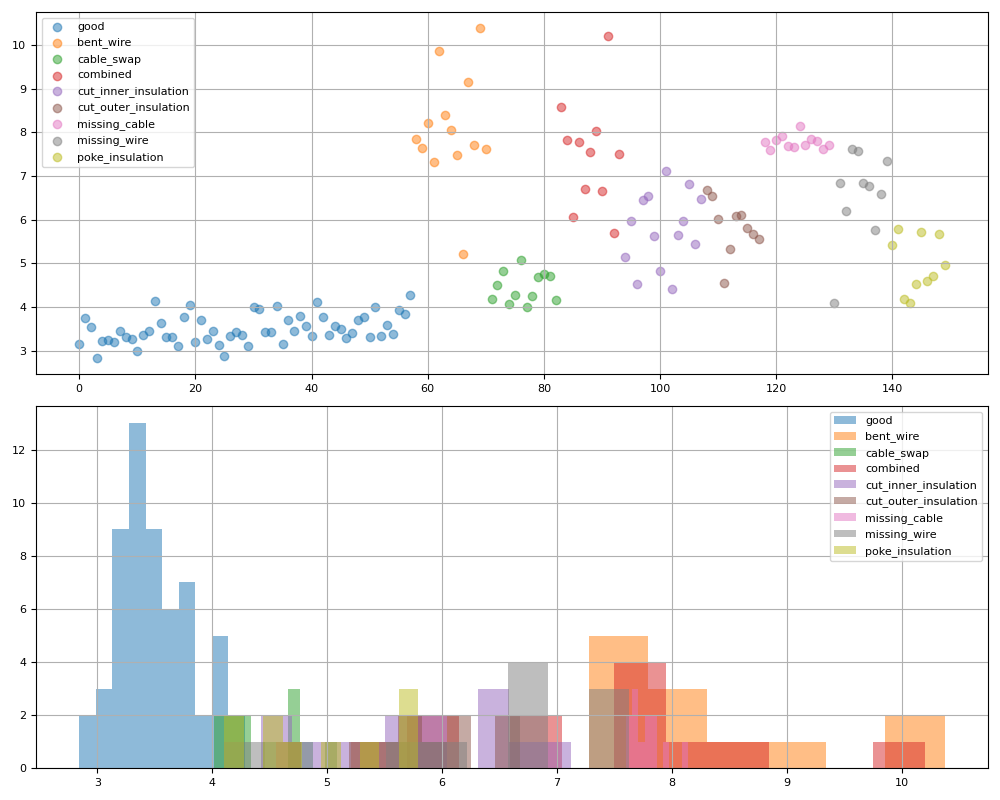 10
9
8
7
6
5
4
3
good
bent_wire
cable_swap
combined
cut_inner_insulation
cut_outer_insulation
missing_cable
missing_wire
poke_insulation
0 20 40 60 80 100 120 140
12
10
8
6
4
2
0
good
bent_wire
cable_swap
combined
cut_inner_insulation
cut_outer_insulation
missing_cable
missing_wire
poke_insulation
3 4 5 6 7 8 9 10